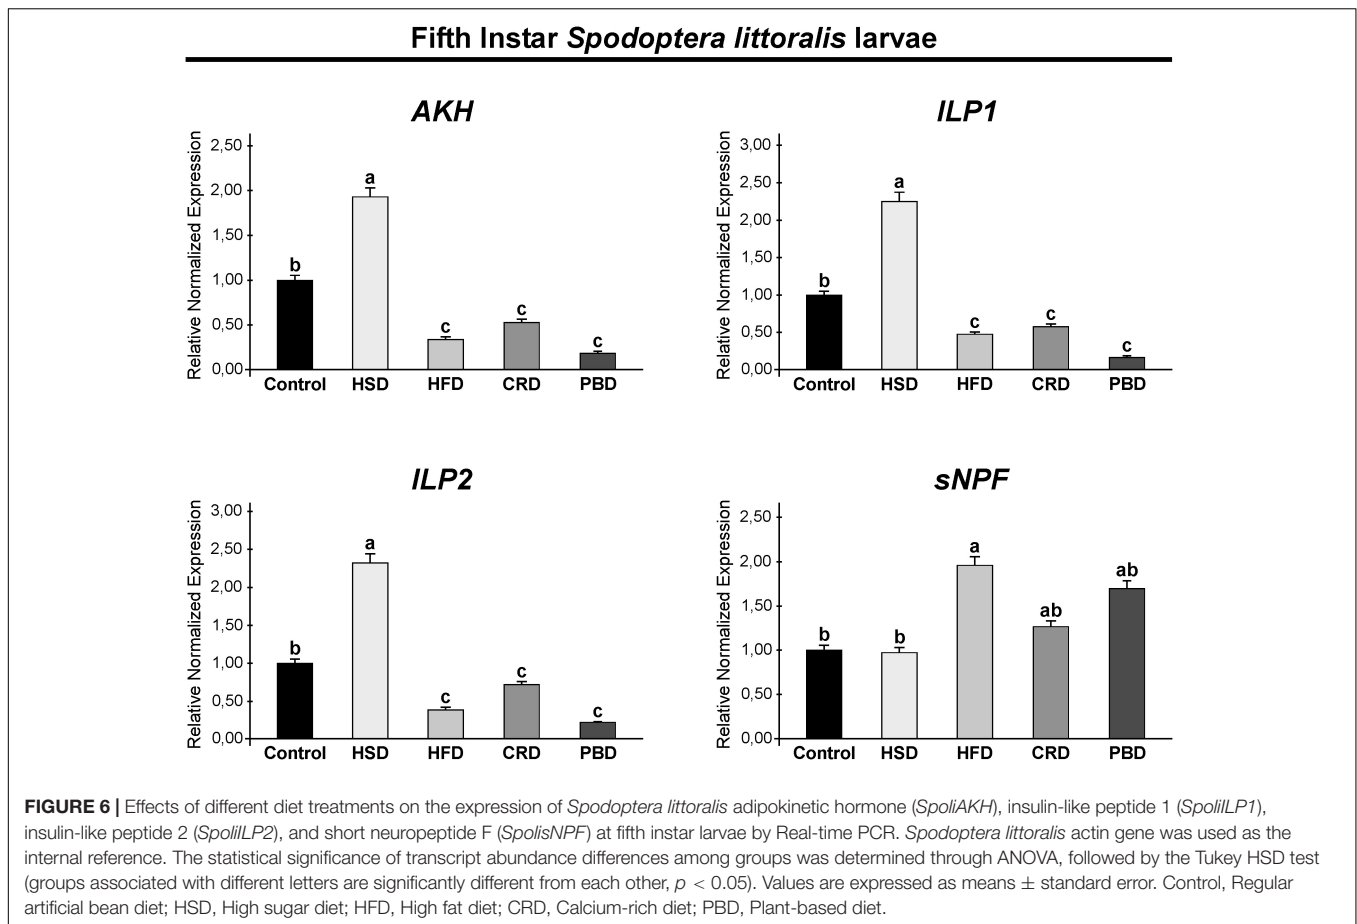 Fifth Instar Spodoptera littoralis larvae
AKH
Relative Normalized Expression
2,50
2,00
1,50
1,00
0,50
0,00
b
a
c
c
c
Control HSD HFD CRD PBD
ILP1
Relative Normalized Expression
3,00
2,50
2,00
1,50
1,00
0,50
0,00
b
a
c
c
c
Control HSD HFD CRD PBD
ILP2
Relative Normalized Expression
3,00
2,50
2,00
1,50
1,00
0,50
0,00
b
a
c
c
c
Control HSD HFD CRD PBD
sNPF
Relative Normalized Expression
2,50
2,00
1,50
1,00
0,50
0,00
b
b
a
ab
ab
Control HSD HFD CRD PBD
FIGURE 6 | Effects of different diet treatments on the expression of Spodoptera littoralis adipokinetic hormone (SpoliAKH), insulin-like peptide 1 (SpoliILP1),
insulin-like peptide 2 (SpoliILP2), and short neuropeptide F (SpolisNPF) at fifth instar larvae by Real-time PCR. Spodoptera littoralis actin gene was used as the
internal reference. The statistical significance of transcript abundance differences among groups was determined through ANOVA, followed by the Tukey HSD test
(groups associated with different letters are significantly different from each other, p < 0.05). Values are expressed as means ± standard error. Control, Regular
artificial bean diet; HSD, High sugar diet; HFD, High fat diet; CRD, Calcium-rich diet; PBD, Plant-based diet.